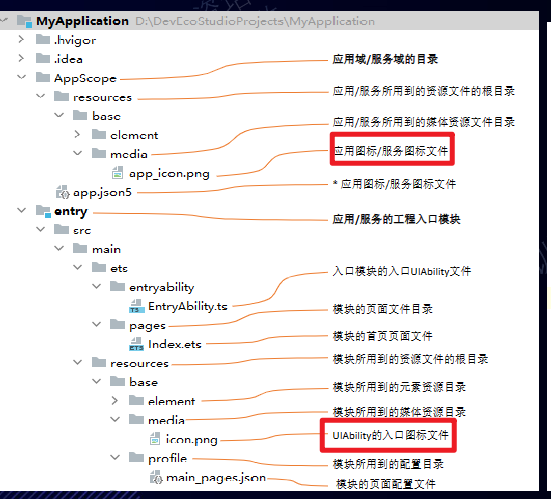 MyApplication D:\DevEcoStudioProjects\MyApplication
.hvigor
.idea
AppScope 应用域/服务域的目录
resources 应用/服务所用到的资源文件的根目录
base
element 应用/服务所用到的媒体资源文件目录
media 应用图标/服务图标文件
app_icon.png
app.json5 * 应用图标/服务图标文件
entry 应用/服务的工程入口模块
src
main
ets 入口模块的入口UIAbility文件
entryability
EntryAbility.ts 模块的页面文件目录
pages
Index.ets 模块的首页页面文件
resources 模块所用到的资源文件的根目录
base 模块所用到的元素资源目录
element
media 模块所用到的媒体资源目录
icon.png UIAbility的入口图标文件
profile 模块所用到的配置目录
main_pages.json 模块的页面配置文件